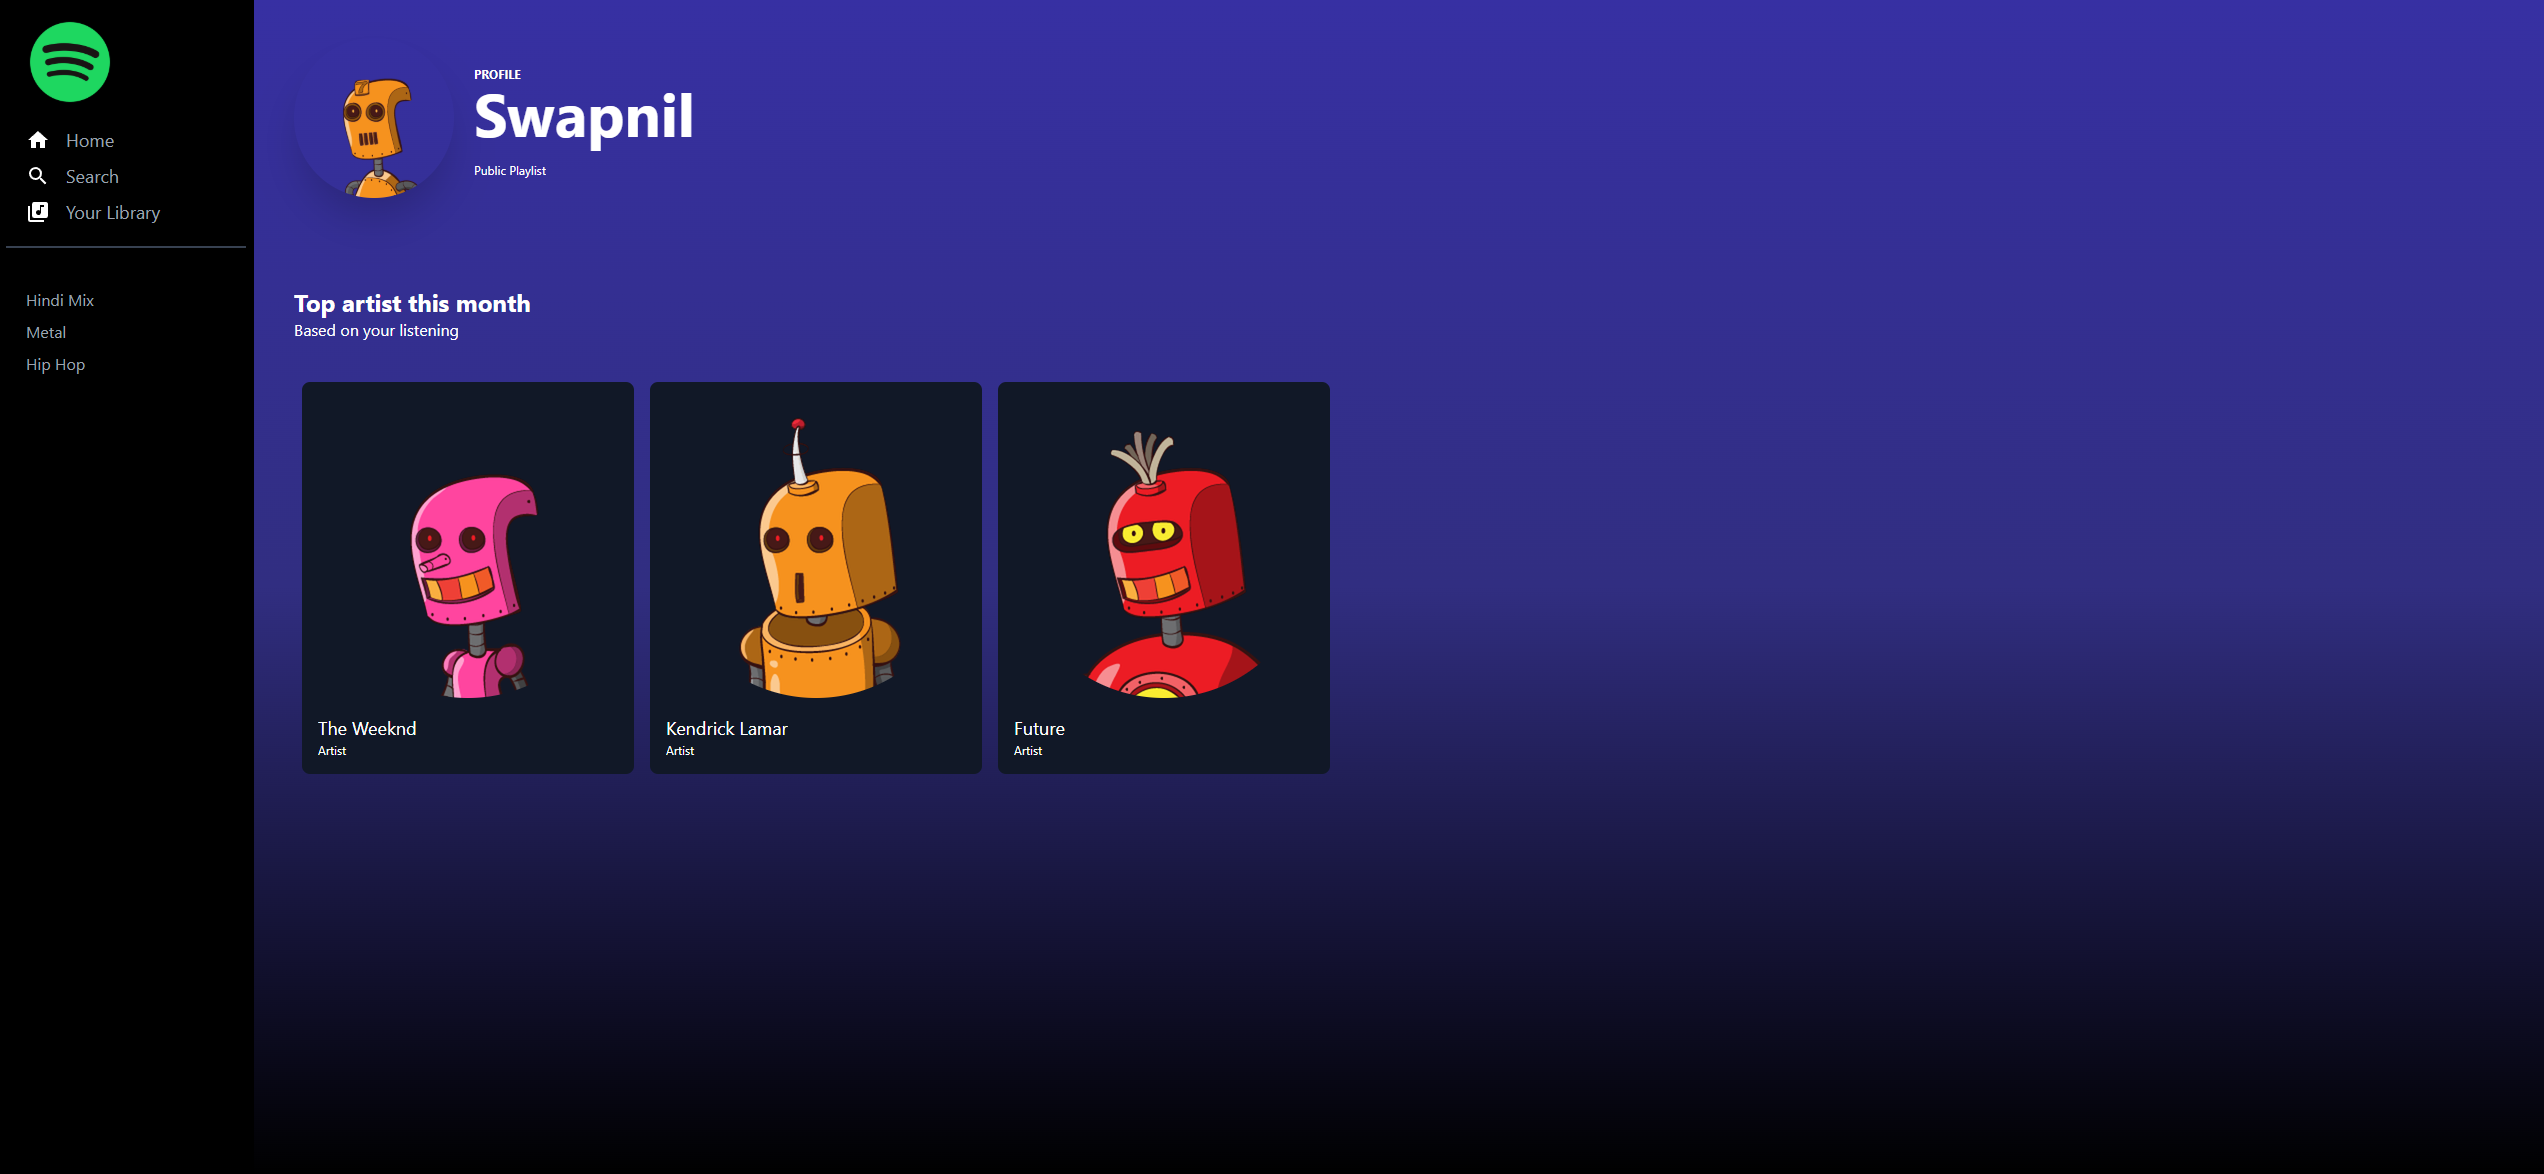 Home
Search
Your Library
Hindi Mix
Metal
Hip Hop
PROFILE
Swapnil
Public Playlist
Top artist this month
Based on your listening
The Weeknd
Artist
Kendrick Lamar
Artist
Future
Artist